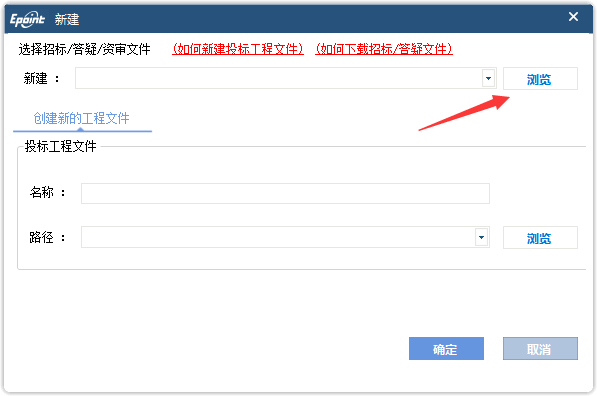 Epoint 新建
选择招标/答疑/资审文件 (如何新建投标工程文件) (如何下载招标/答疑文件)
新建 : 浏览
创建新的工程文件
投标工程文件
名称 :
路径 : 浏览
确定 取消